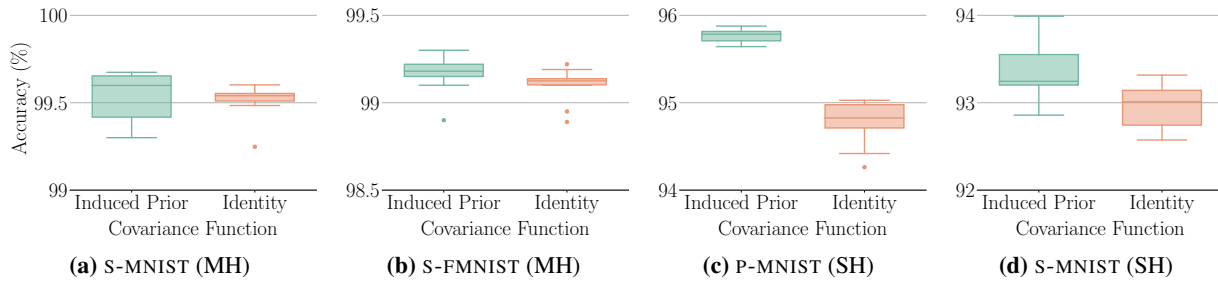 Accuracy (%)
100
99.5
99
Induced Prior Identity
Covariance Function
(a) S-MNIST (MH)
99.5
99
98.5
Induced Prior Identity
Covariance Function
(b) S-FMNIST (MH)
96
95
94
Induced Prior Identity
Covariance Function
(c) P-MNIST (SH)
94
93
92
Induced Prior Identity
Covariance Function
(d) S-MNIST (SH)